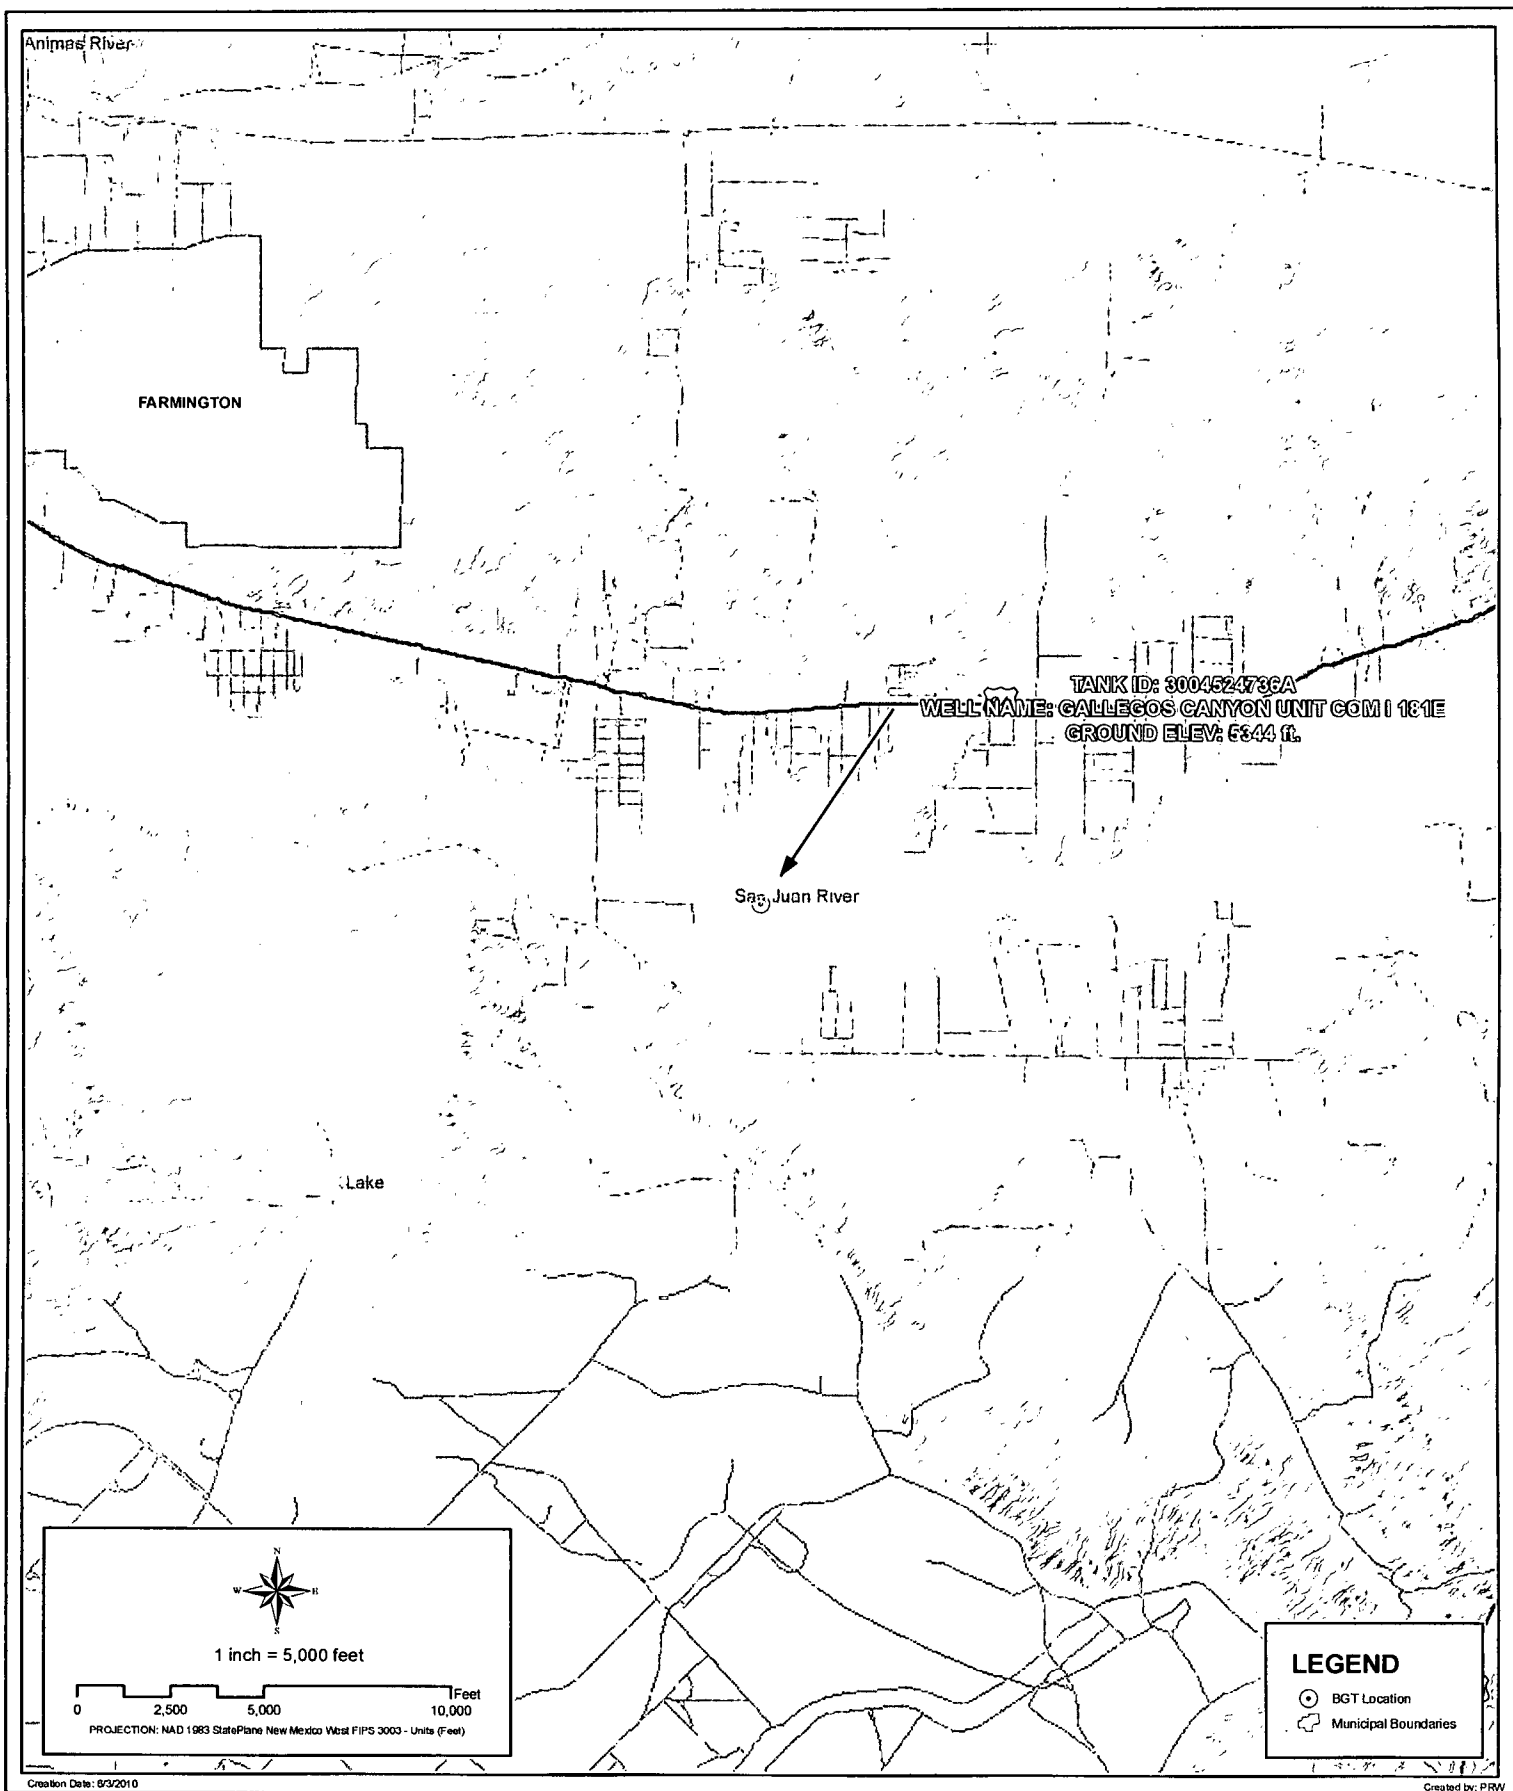 Animas River
FARMINGTON
TANK ID: 3004524736A
WELL NAME: GALLEGOS CANYON UNIT COM I 181E
GROUND ELEV: 5344 ft.
San Juan River
Lake
N
W E
S
1 inch = 5,000 feet
Feet
0 2,500 5,000 10,000
PROJECTION: NAD 1983 StatePlane New Mexico West FIPS 3003 - Units (Feet)
LEGEND
BGT Location
Municipal Boundaries
Creation Date: 6/3/2010
Created by: PRW